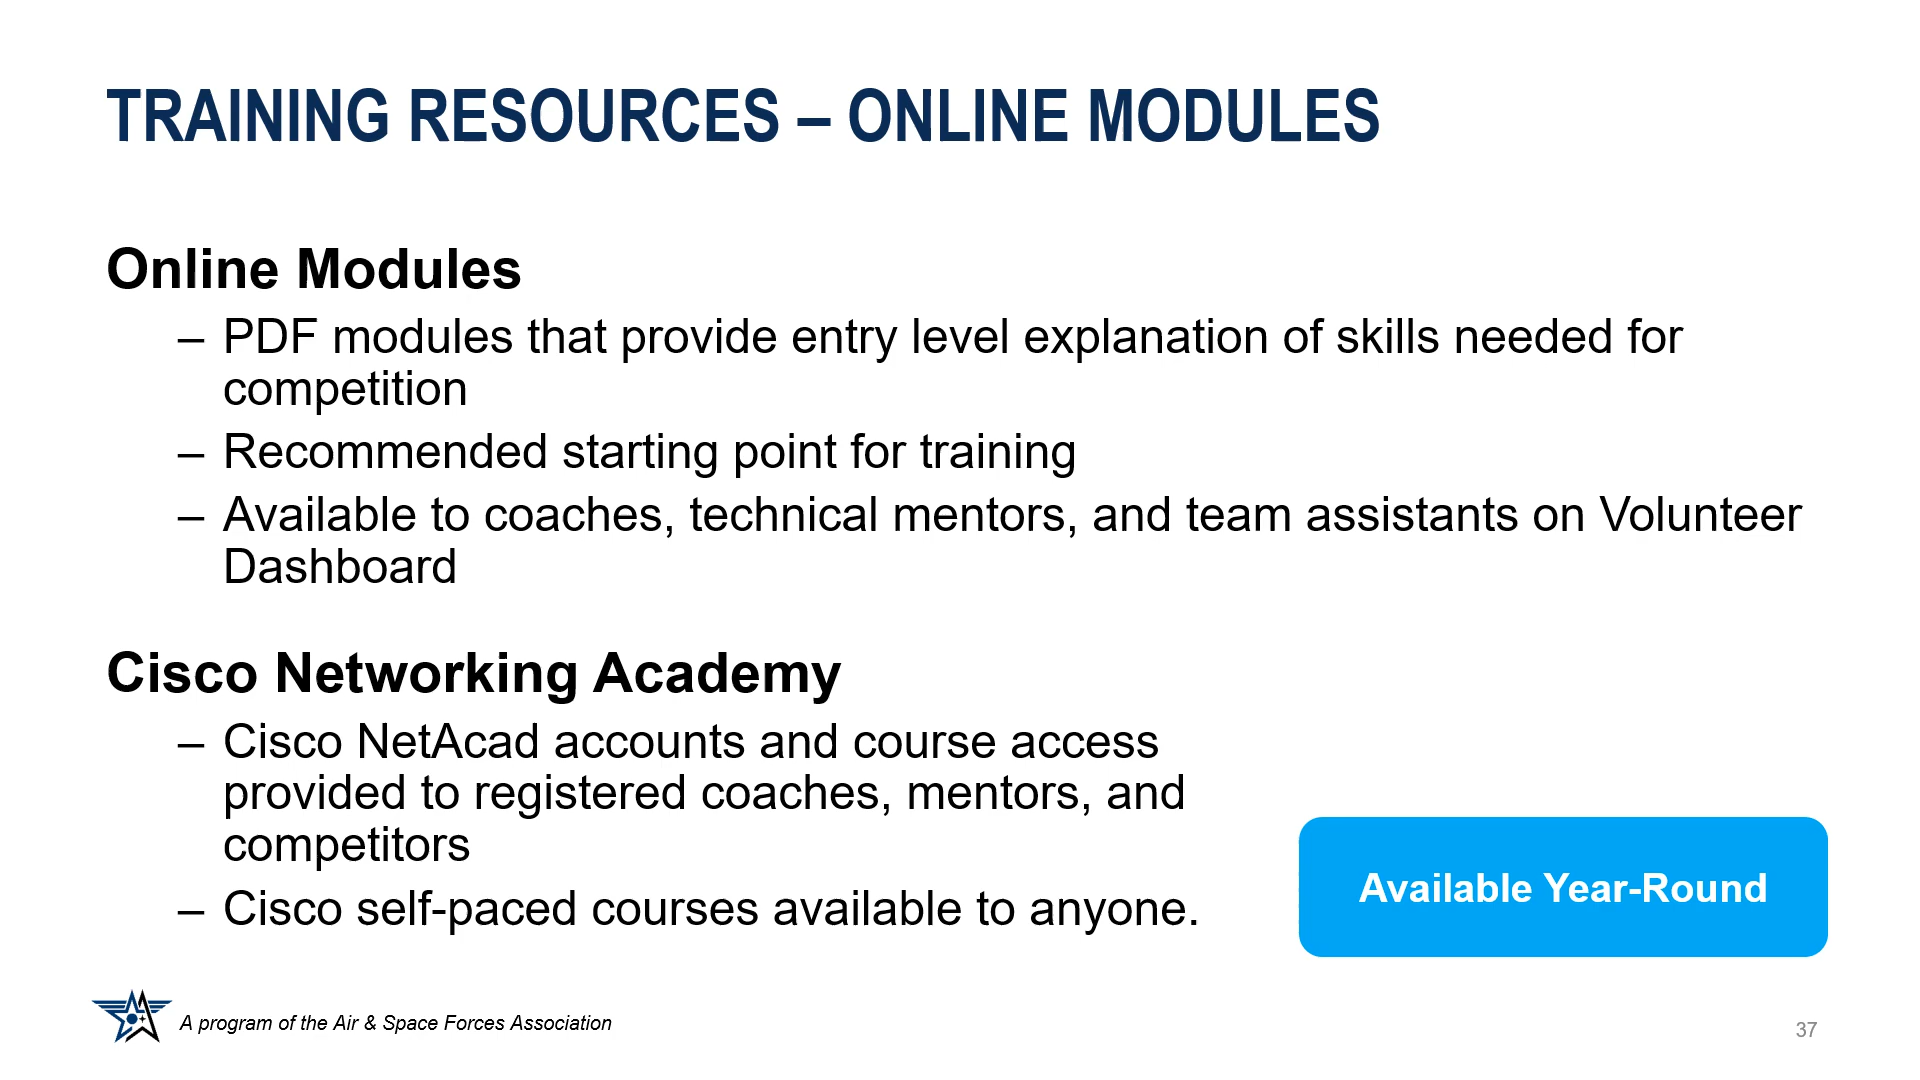 TRAINING RESOURCES – ONLINE MODULES
Online Modules
– PDF modules that provide entry level explanation of skills needed for
competition
– Recommended starting point for training
– Available to coaches, technical mentors, and team assistants on Volunteer
Dashboard
Cisco Networking Academy
– Cisco NetAcad accounts and course access
provided to registered coaches, mentors, and
competitors
– Cisco self-paced courses available to anyone.
Available Year-Round
A program of the Air & Space Forces Association
37